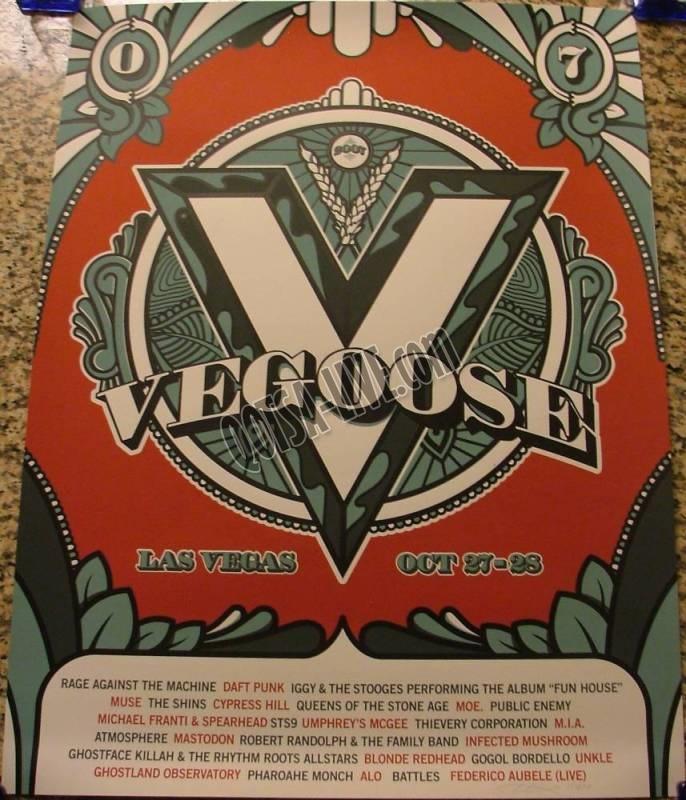 0
7
VEGOOSE
QOTSA-LIVE.com
LAS VEGAS OCT 27-28
RAGE AGAINST THE MACHINE DAFT PUNK IGGY & THE STOOGES PERFORMING THE ALBUM "FUN HOUSE"
MUSE THE SHINS CYPRESS HILL QUEENS OF THE STONE AGE MOE. PUBLIC ENEMY
MICHAEL FRANTI & SPEARHEAD STS9 UMPHREY'S MCGEE THIEVERY CORPORATION M.I.A.
ATMOSPHERE MASTODON ROBERT RANDOLPH & THE FAMILY BAND INFECTED MUSHROOM
GHOSTFACE KILLAH & THE RHYTHM ROOTS ALLSTARS BLONDE REDHEAD GOGOL BORDELLO UNKLE
GHOSTLAND OBSERVATORY PHAROAHE MONCH ALO BATTLES FEDERICO AUBELE (LIVE)